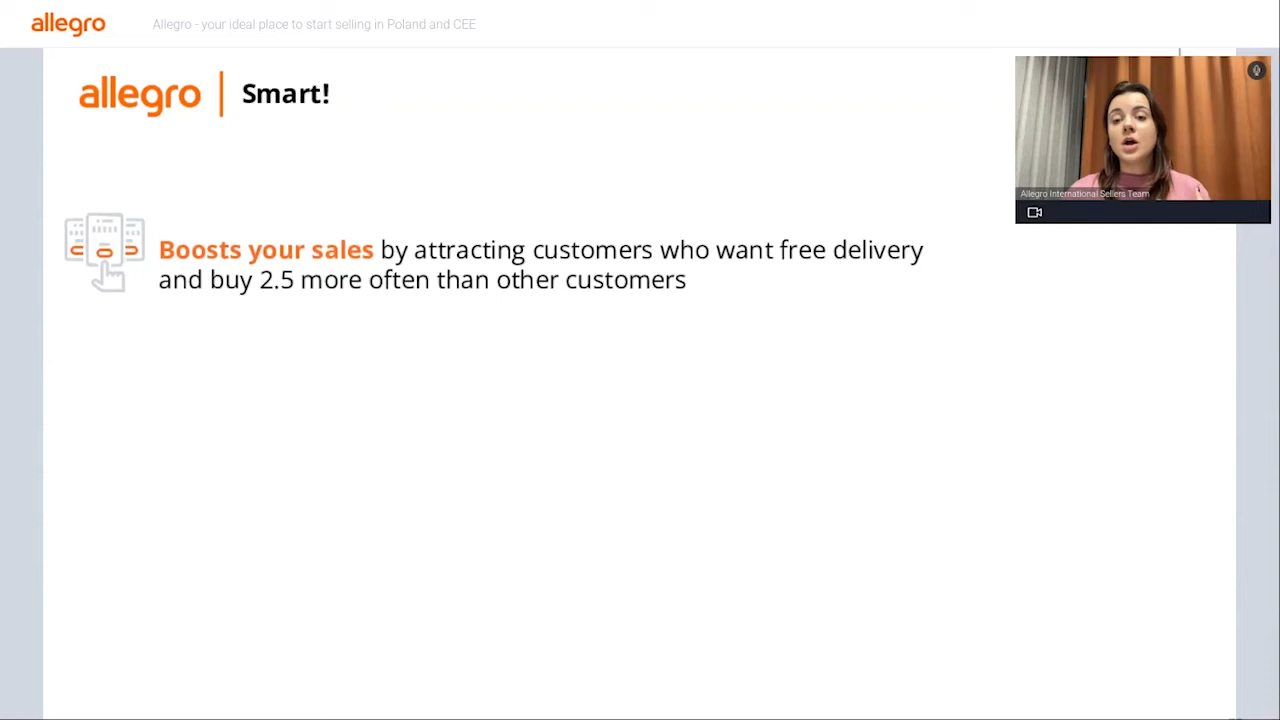 allegro
Allegro - your ideal place to start selling in Poland and CEE
allegro | Smart!
Allegro International Sellers Team
Boosts your sales by attracting customers who want free delivery
and buy 2.5 more often than other customers